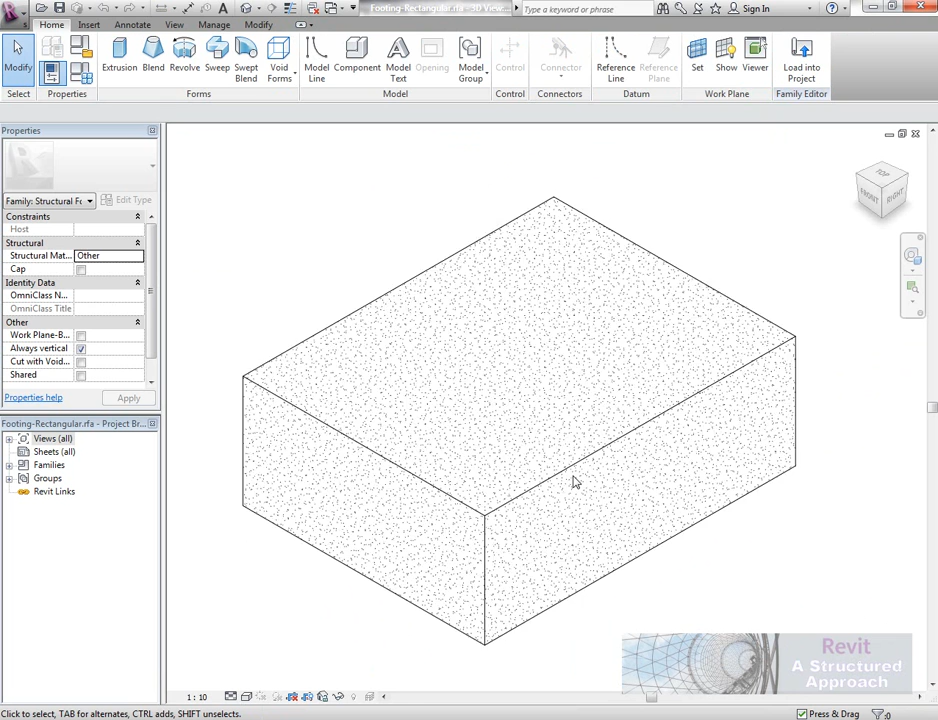 Footing-Rectangular.rfa - 3D View...
Type a keyword or phrase
Sign In
Home
Insert
Annotate
View
Manage
Modify
Modify
Extrusion
Blend
Revolve
Sweep
Swept
Blend
Void
Forms
Model
Line
Component
Model
Text
Opening
Model
Group
Control
Connector
Reference
Line
Reference
Plane
Set
Show
Viewer
Load into
Project
Select
Properties
Forms
Model
Control
Connectors
Datum
Work Plane
Family Editor
Properties
Family: Structural Fo
Edit Type
Constraints
Host
Structural
Structural Mat...
Other
Cap
Identity Data
OmniClass N...
OmniClass Title
Other
Work Plane-B...
Always vertical
Cut with Void...
Shared
Properties help
Apply
Footing-Rectangular.rfa - Project Br...
Views (all)
Sheets (all)
Families
Groups
Revit Links
TOP
FRONT
RIGHT
Revit
A Structured
Approach
1 : 10
Click to select, TAB for alternates, CTRL adds, SHIFT unselects.
Press & Drag
:0